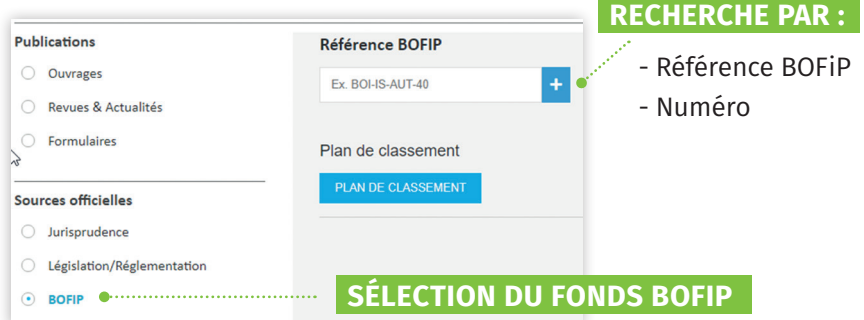 RECHERCHE PAR :
Publications
Ouvrages
Revues & Actualités
Formulaires
Sources officielles
Jurisprudence
Législation/Réglementation
BOFIP
Référence BOFIP
Ex. BOI-IS-AUT-40
+
Plan de classement
PLAN DE CLASSEMENT
- Référence BOFiP
- Numéro
SÉLECTION DU FONDS BOFIP